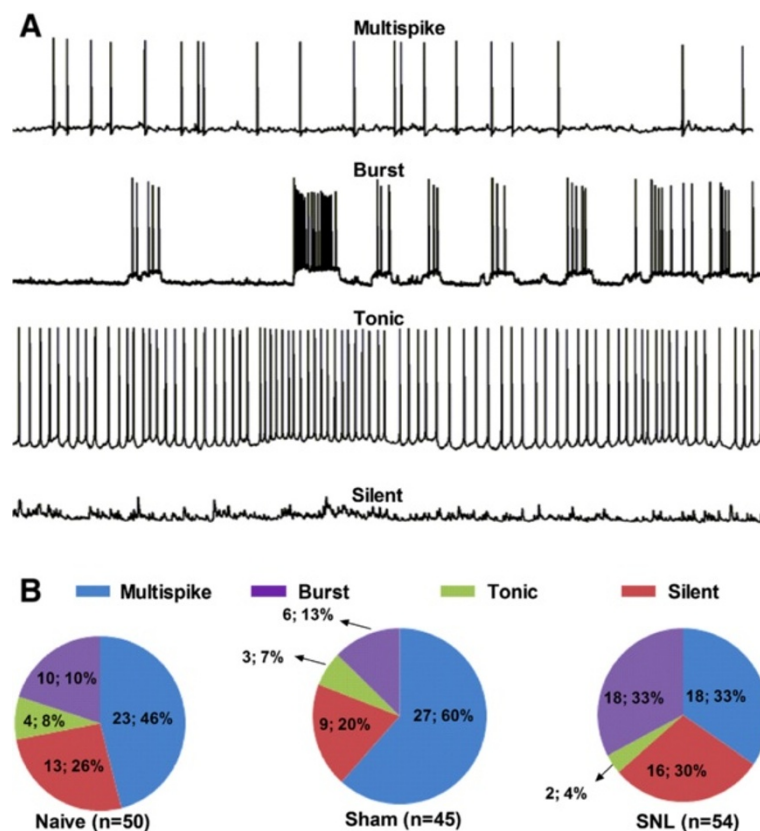 A
Multispike
Burst
Tonic
Silent
B
Multispike Burst Tonic Silent
10; 10%
23; 46%
4; 8%
13; 26%
Naive (n=50)
6; 13%
3; 7%
9; 20%
27; 60%
Sham (n=45)
18; 33%
18; 33%
2; 4%
16; 30%
SNL (n=54)